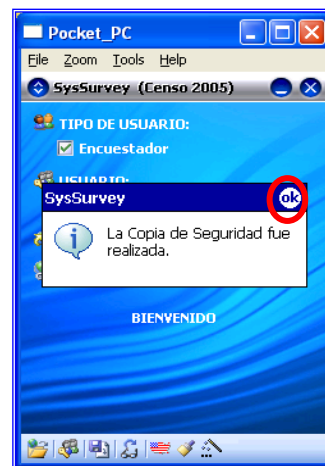 Pocket_PC
File Zoom Tools Help
SysSurvey (Censo 2005)
TIPO DE USUARIO:
Encuestador
USUARIO:
SysSurvey
ok
La Copia de Seguridad fue
realizada.
BIENVENIDO